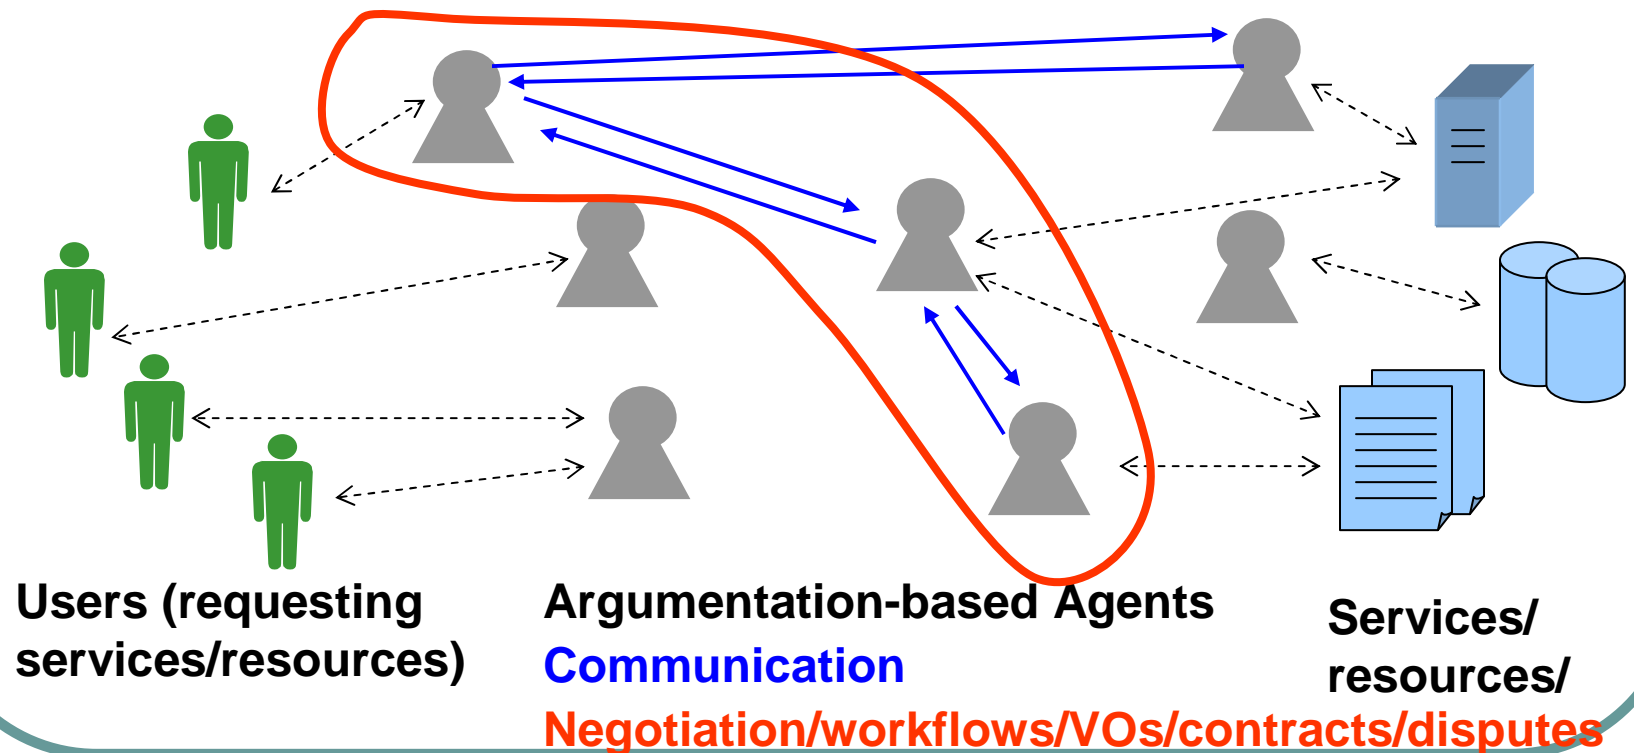 Users (requesting
services/resources)
Argumentation-based Agents
Communication
Negotiation/workflows/VOs/contracts/disputes
Services/
resources/